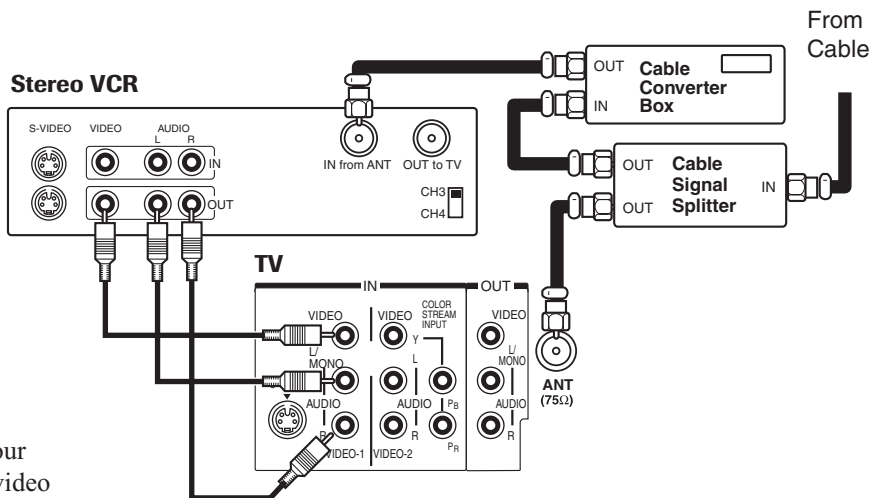 From
Cable
OUT
Cable
Converter
Box
IN
Stereo VCR
S-VIDEO VIDEO AUDIO
L R
IN
OUT
IN from ANT OUT to TV
CH3
CH4
OUT
Cable
Signal
Splitter
OUT
IN
TV
IN
OUT
VIDEO
L/
MONO
AUDIO
R
VIDEO-1
VIDEO
COLOR
STREAM
INPUT
Y
L
AUDIO
R
PB
PR
VIDEO-2
VIDEO
L/
MONO
AUDIO
R
ANT
(75Ω)
our
video